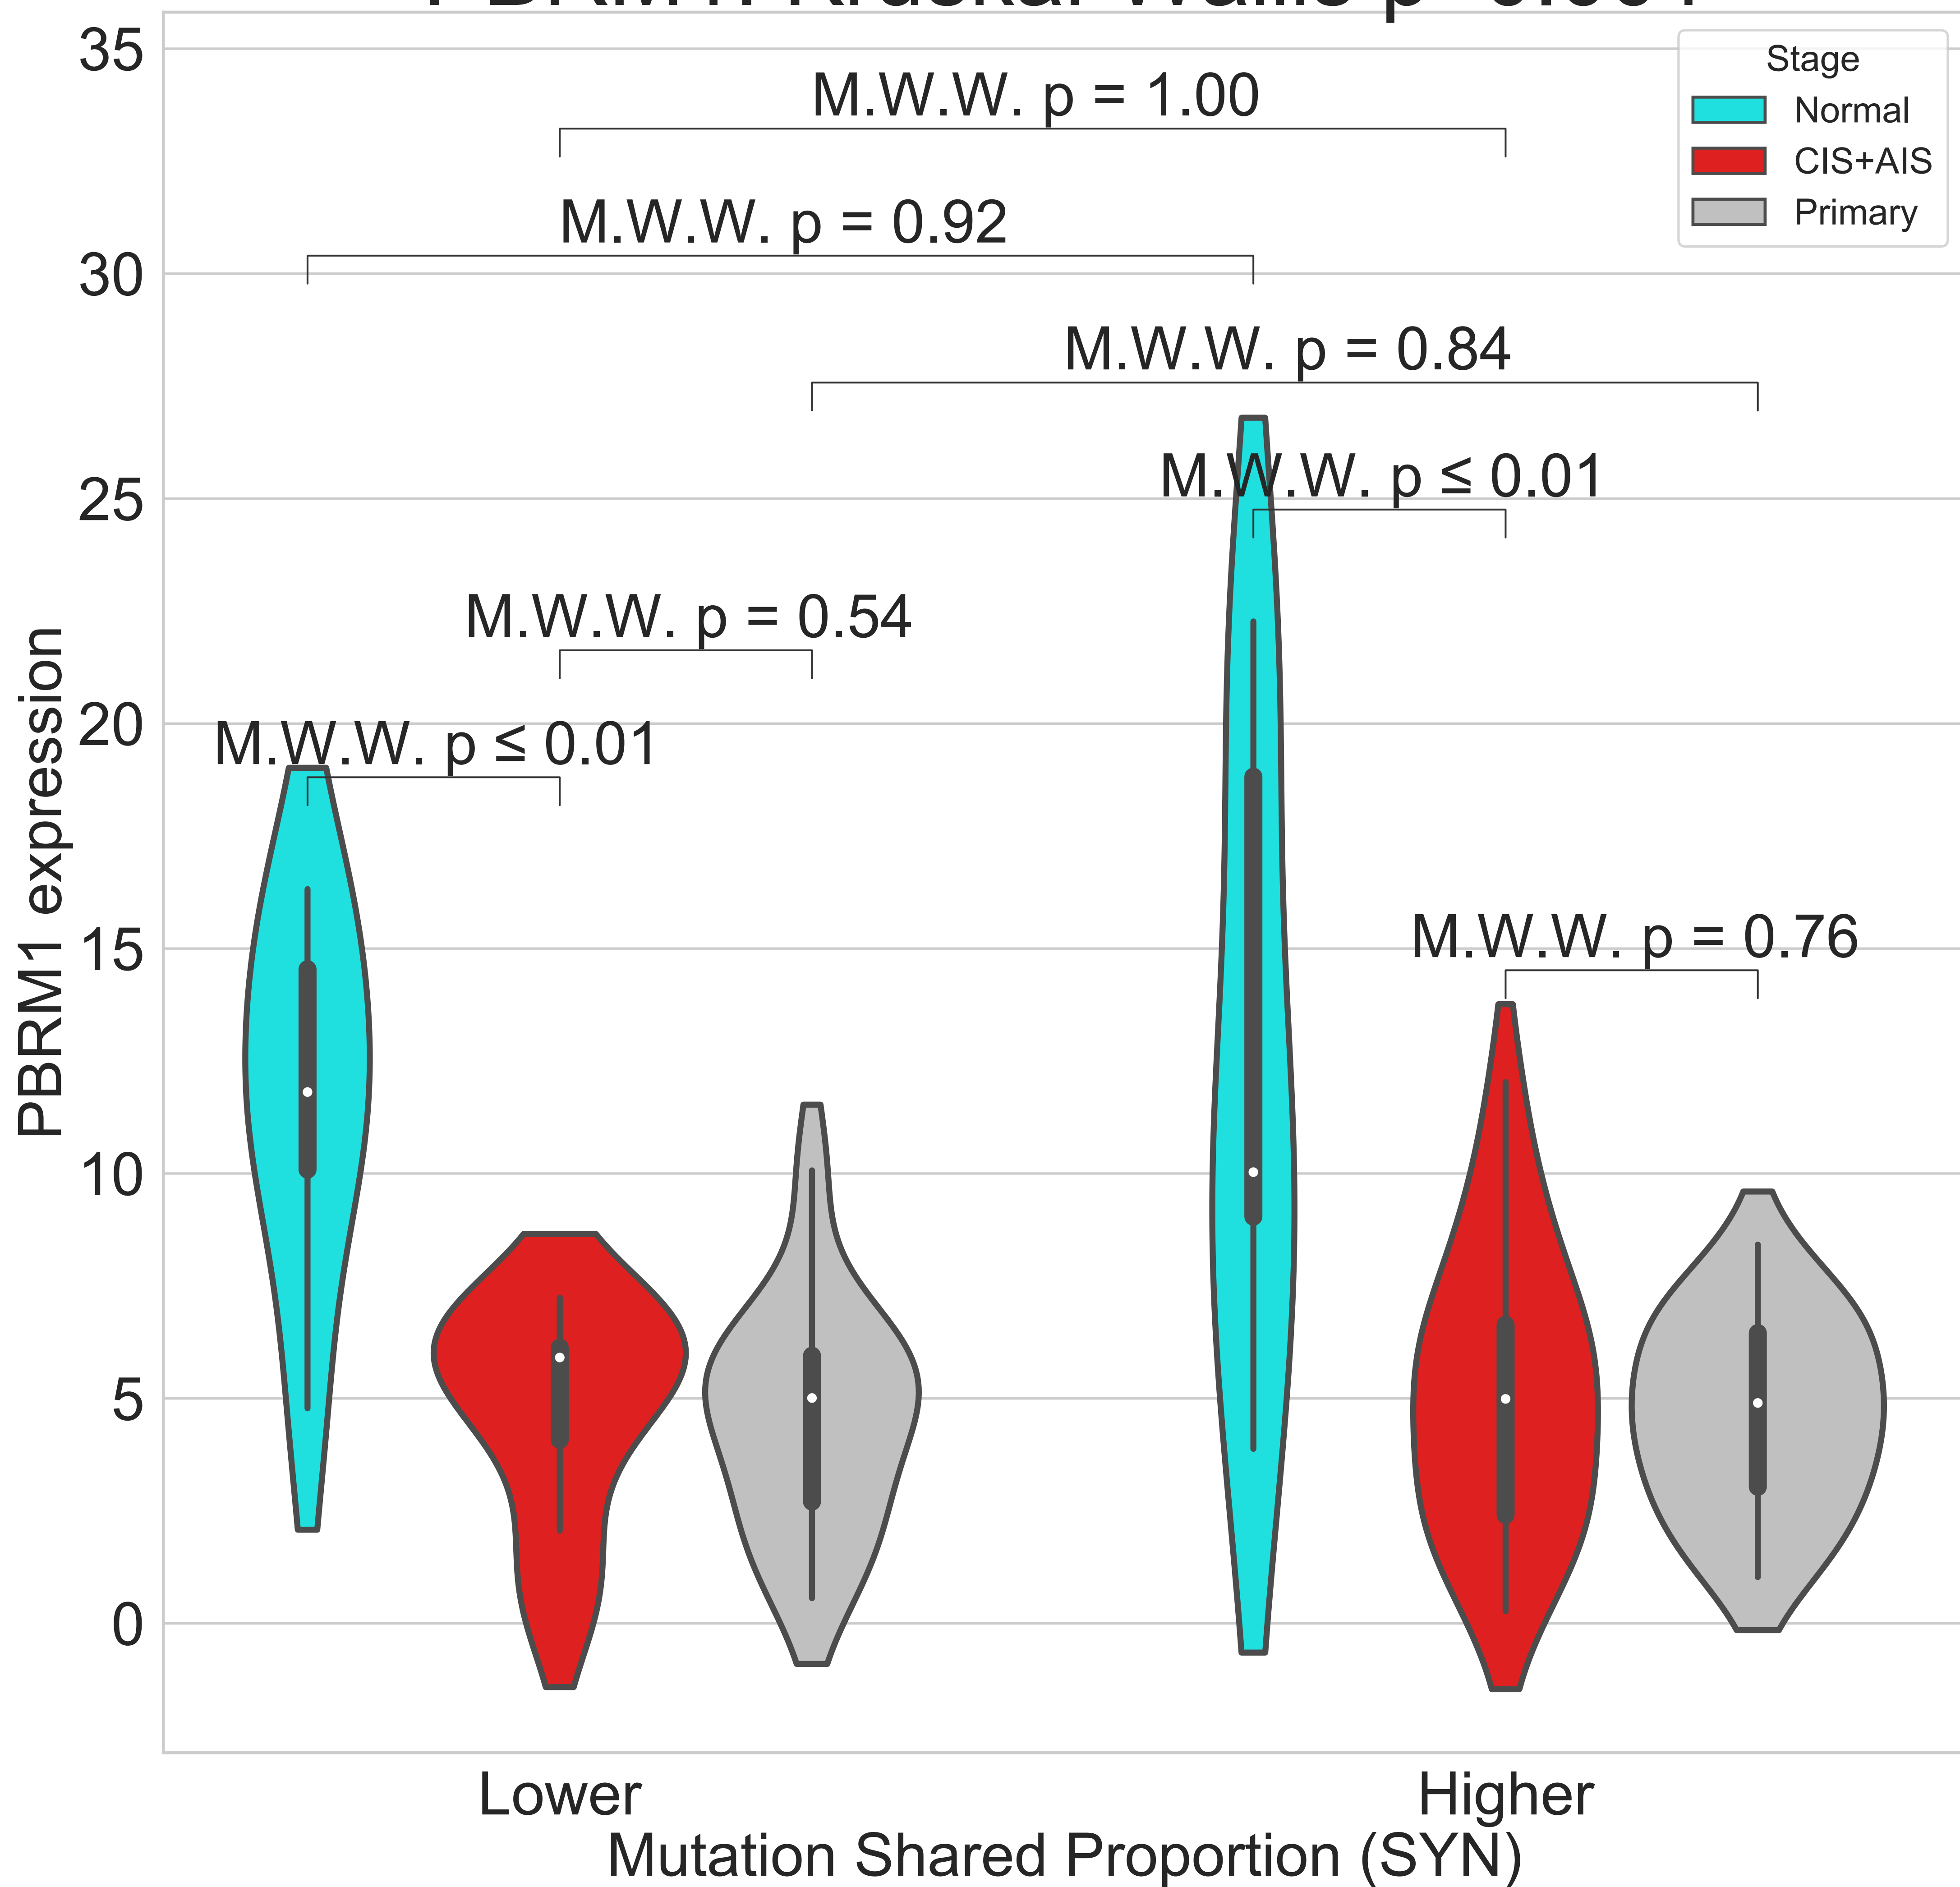 35
30
25
20
15
10
5
0
PBRM1 expression
Stage
Normal
CIS+AIS
Primary
M.W.W. p = 1.00
M.W.W. p = 0.92
M.W.W. p = 0.84
M.W.W. p ≤ 0.01
M.W.W. p = 0.54
M.W.W. p ≤ 0.01
M.W.W. p = 0.76
Lower
Higher
Mutation Shared Proportion (SYN)